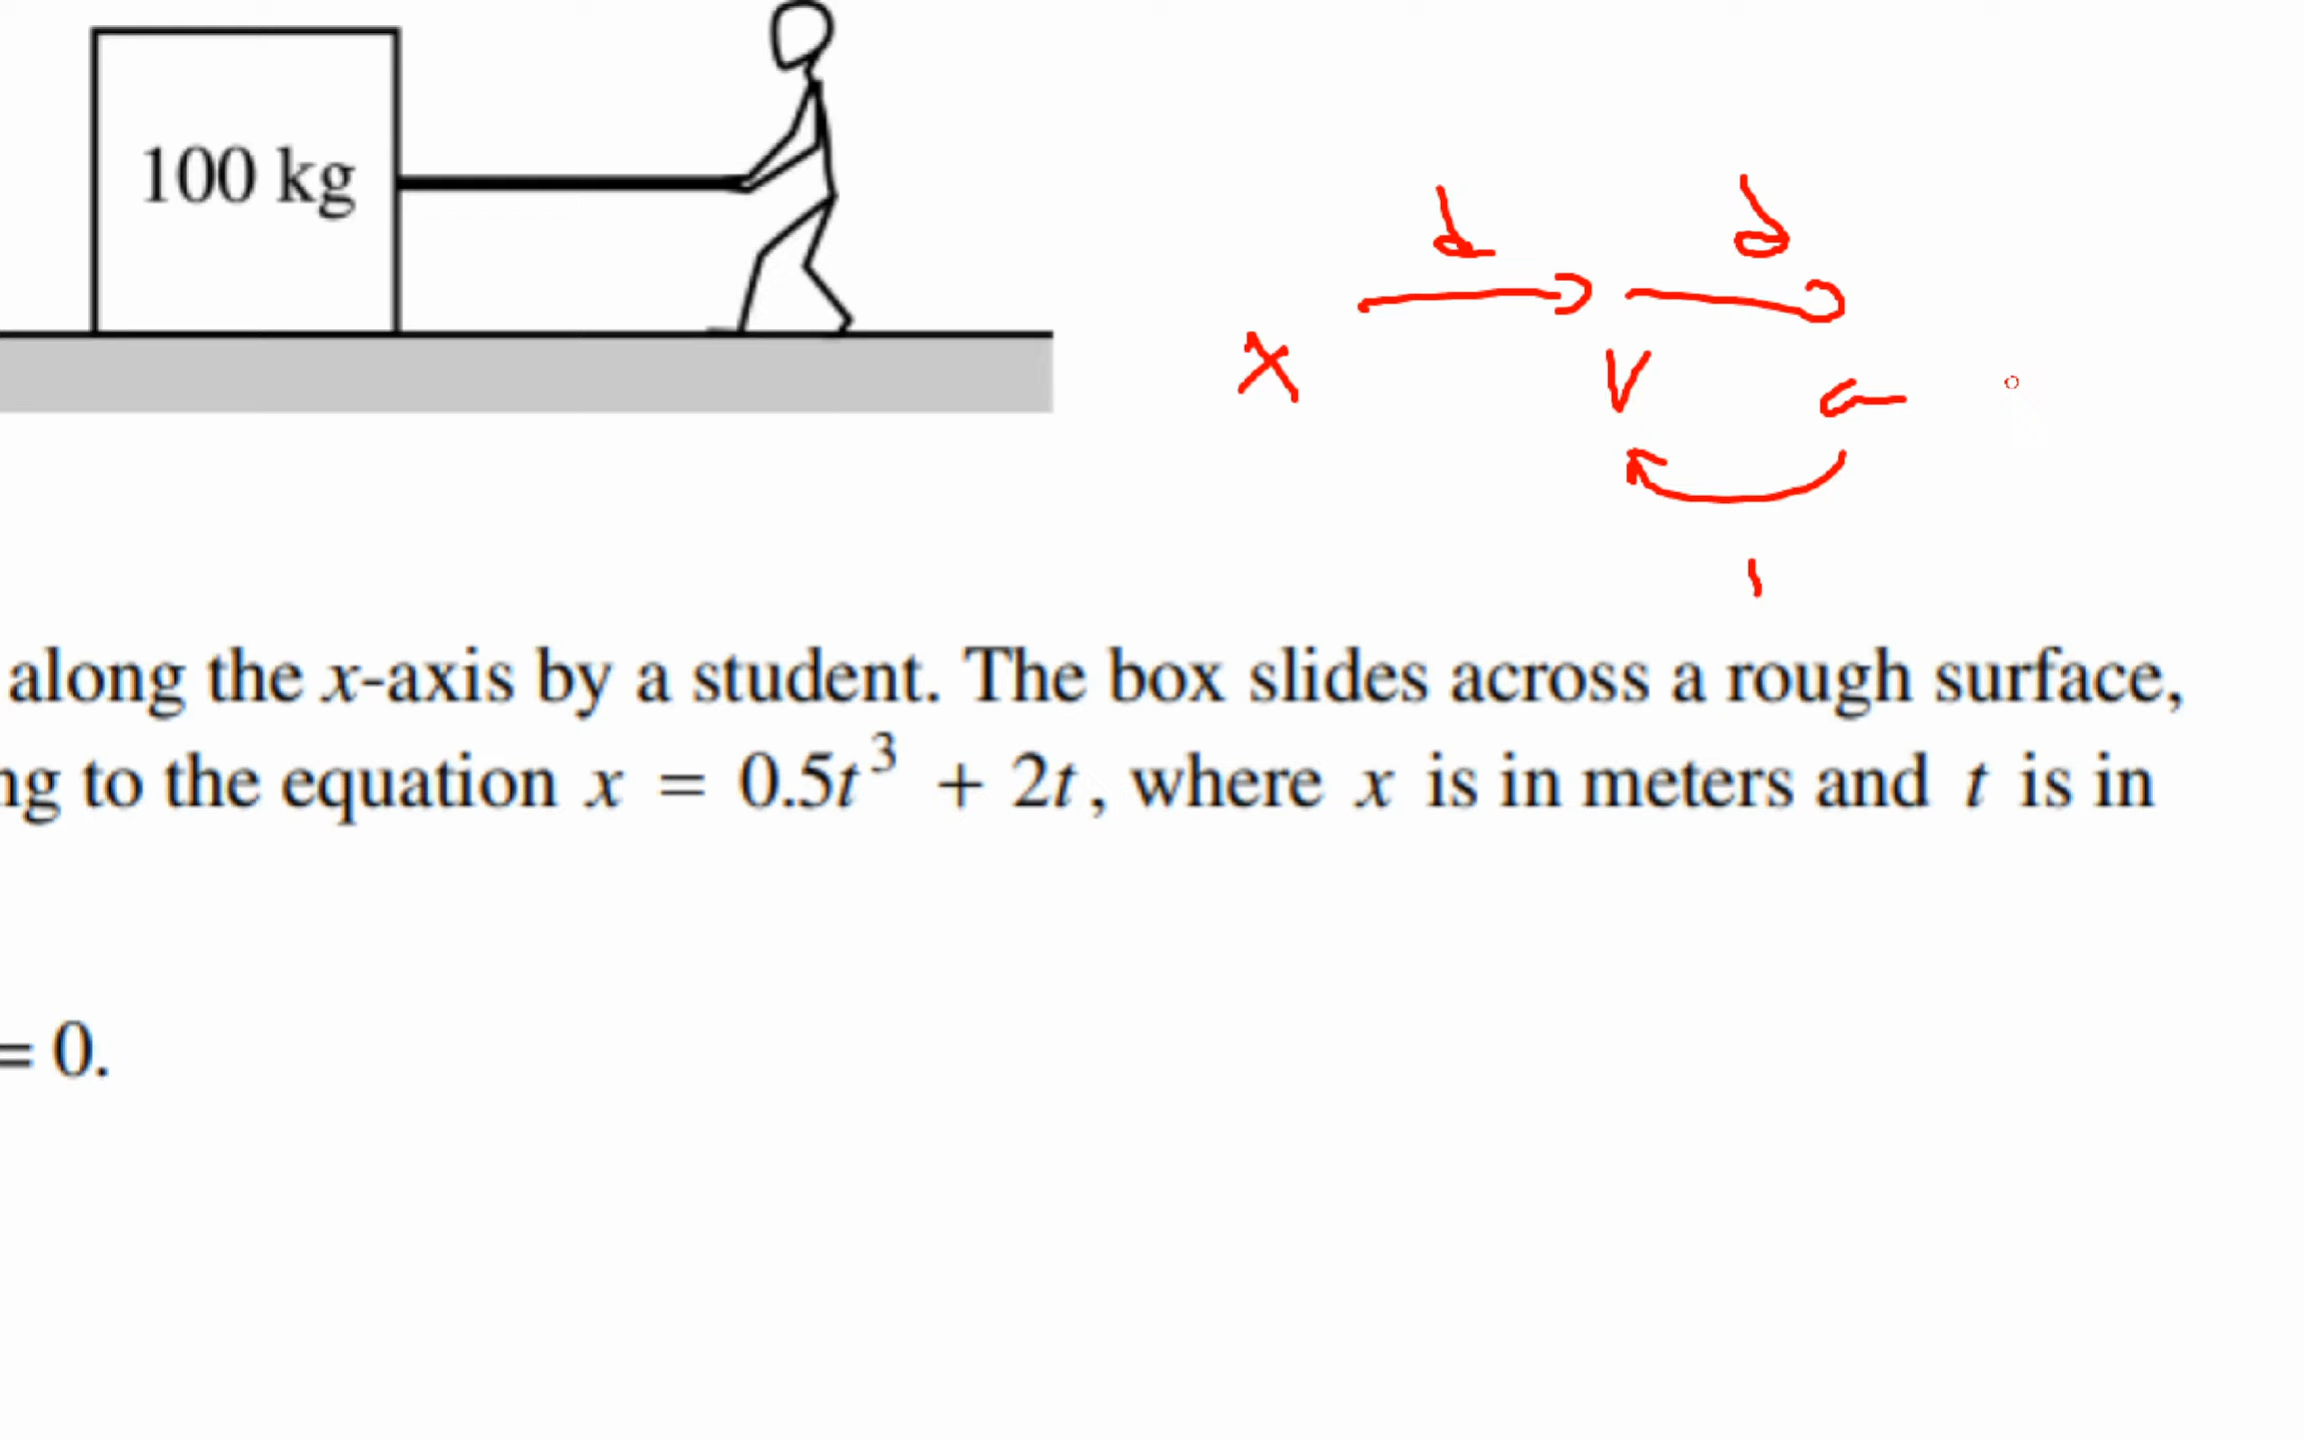 100 kg
d d
x v
along the x-axis by a student. The box slides across a rough surface,
ng to the equation x = 0.5t³ + 2t, where x is in meters and t is in
= 0.